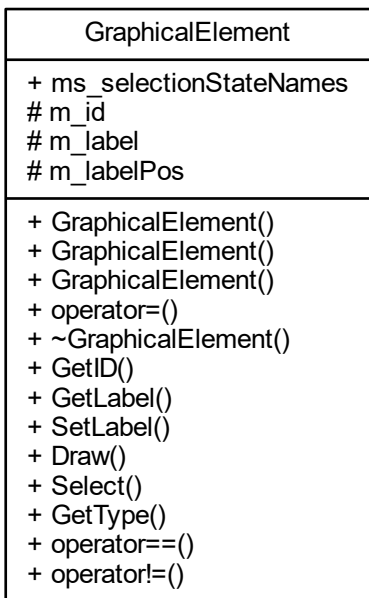 GraphicalElement
+ ms_selectionStateNames
# m_id
# m_label
# m_labelPos
+ GraphicalElement()
+ GraphicalElement()
+ GraphicalElement()
+ operator=()
+ ~GraphicalElement()
+ GetID()
+ GetLabel()
+ SetLabel()
+ Draw()
+ Select()
+ GetType()
+ operator==()
+ operator!=()